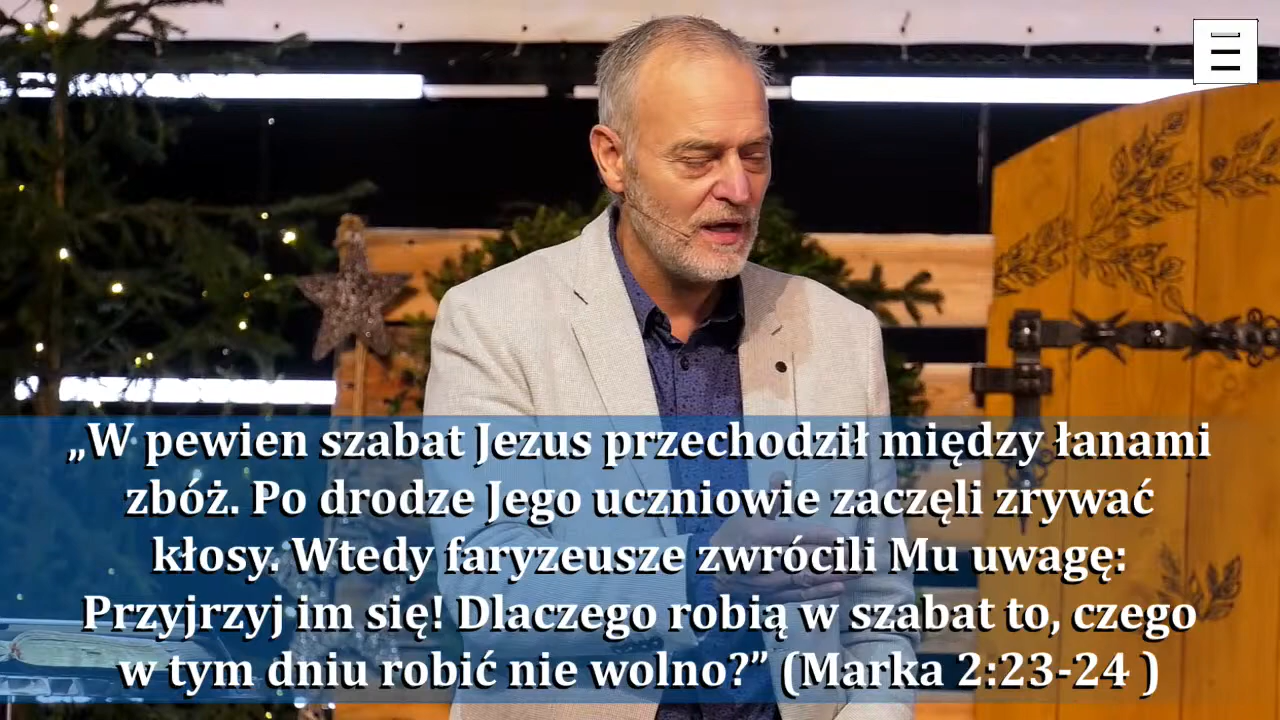 „W pewien szabat Jezus przechodził między łanami
zbóż. Po drodze Jego uczniowie zaczęli zrywać
kłosy. Wtedy faryzeusze zwrócili Mu uwagę:
Przyjrzyj im się! Dlaczego robią w szabat to, czego
w tym dniu robić nie wolno?” (Marka 2:23-24 )